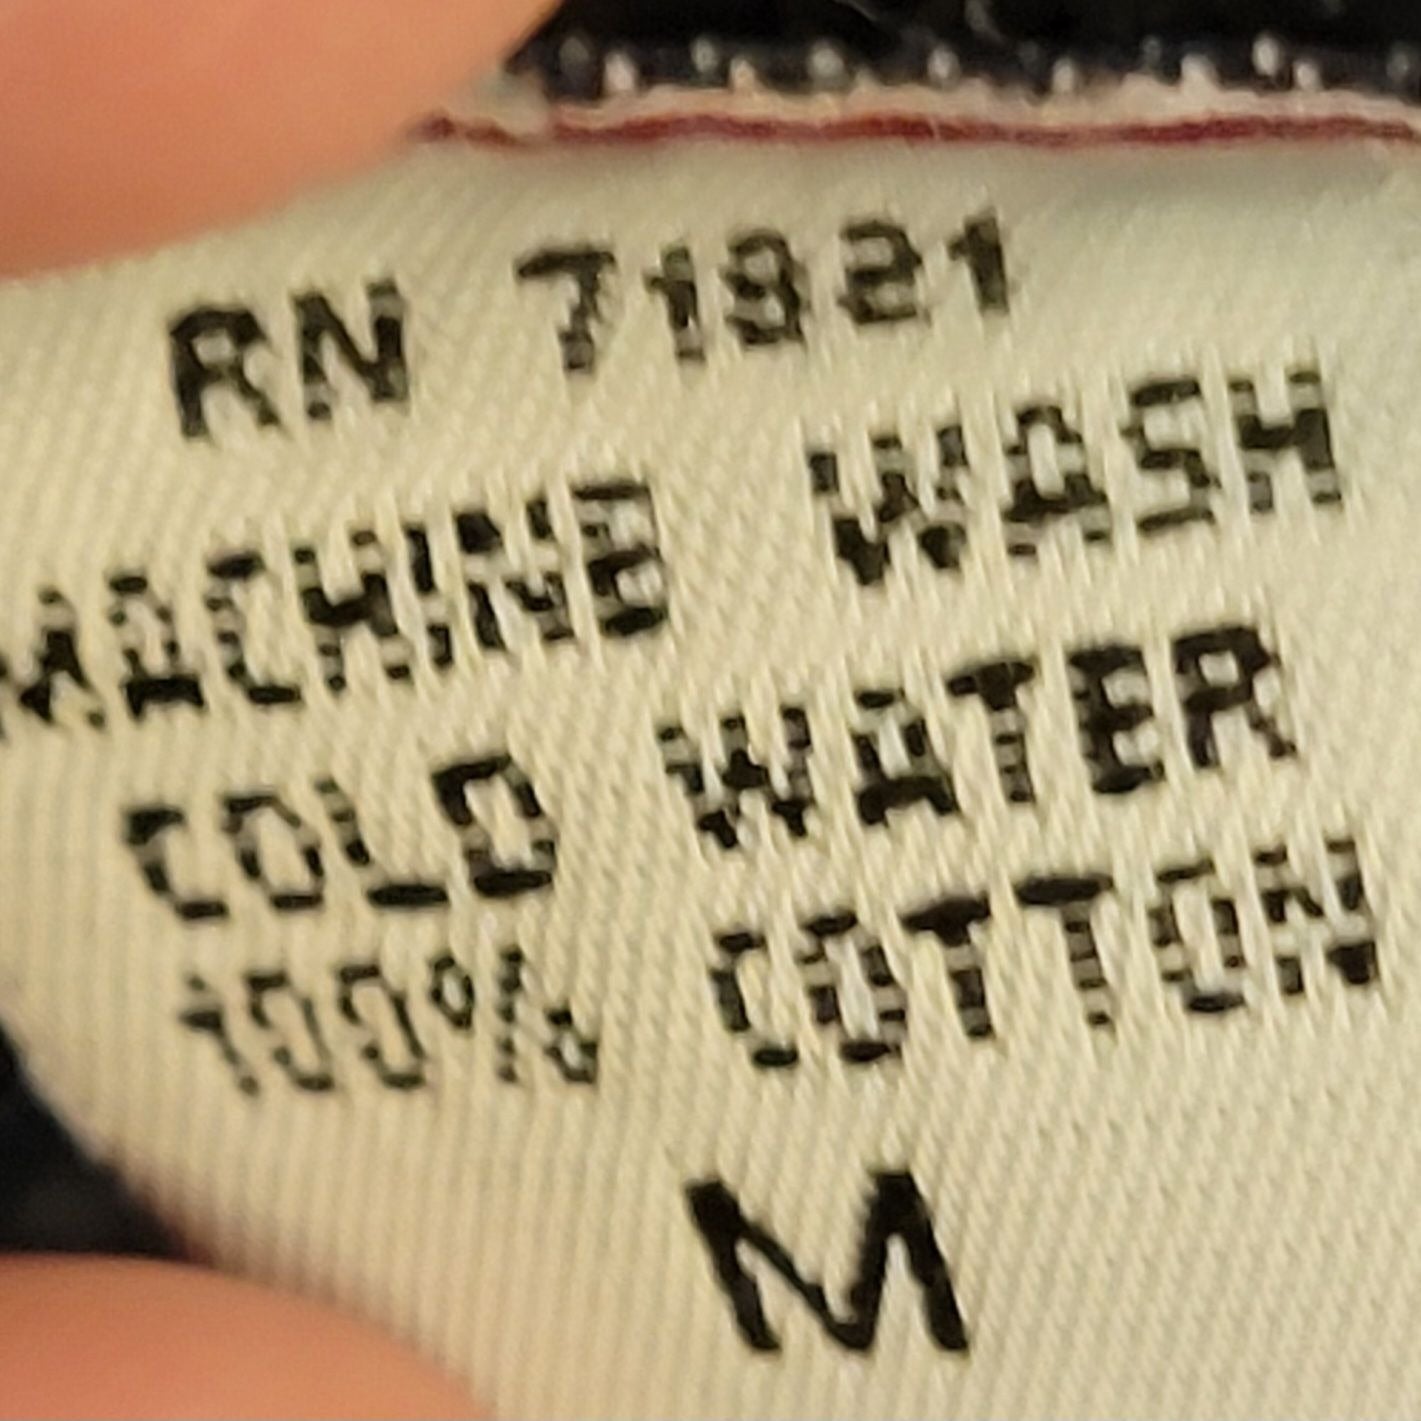 RN 71921
MACHINE WASH
COLD WATER
100% COTTON
M